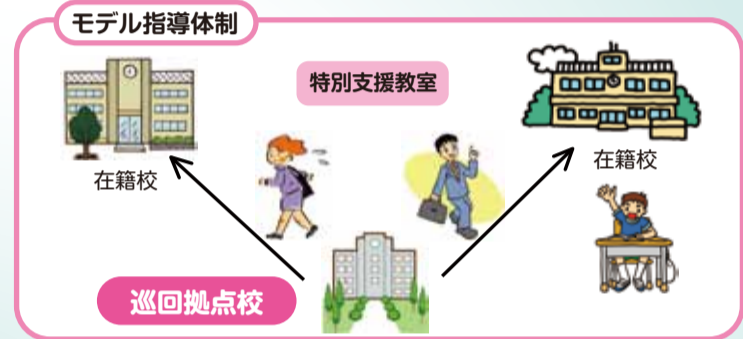 モデル指導体制
特別支援教室
在籍校
在籍校
巡回拠点校